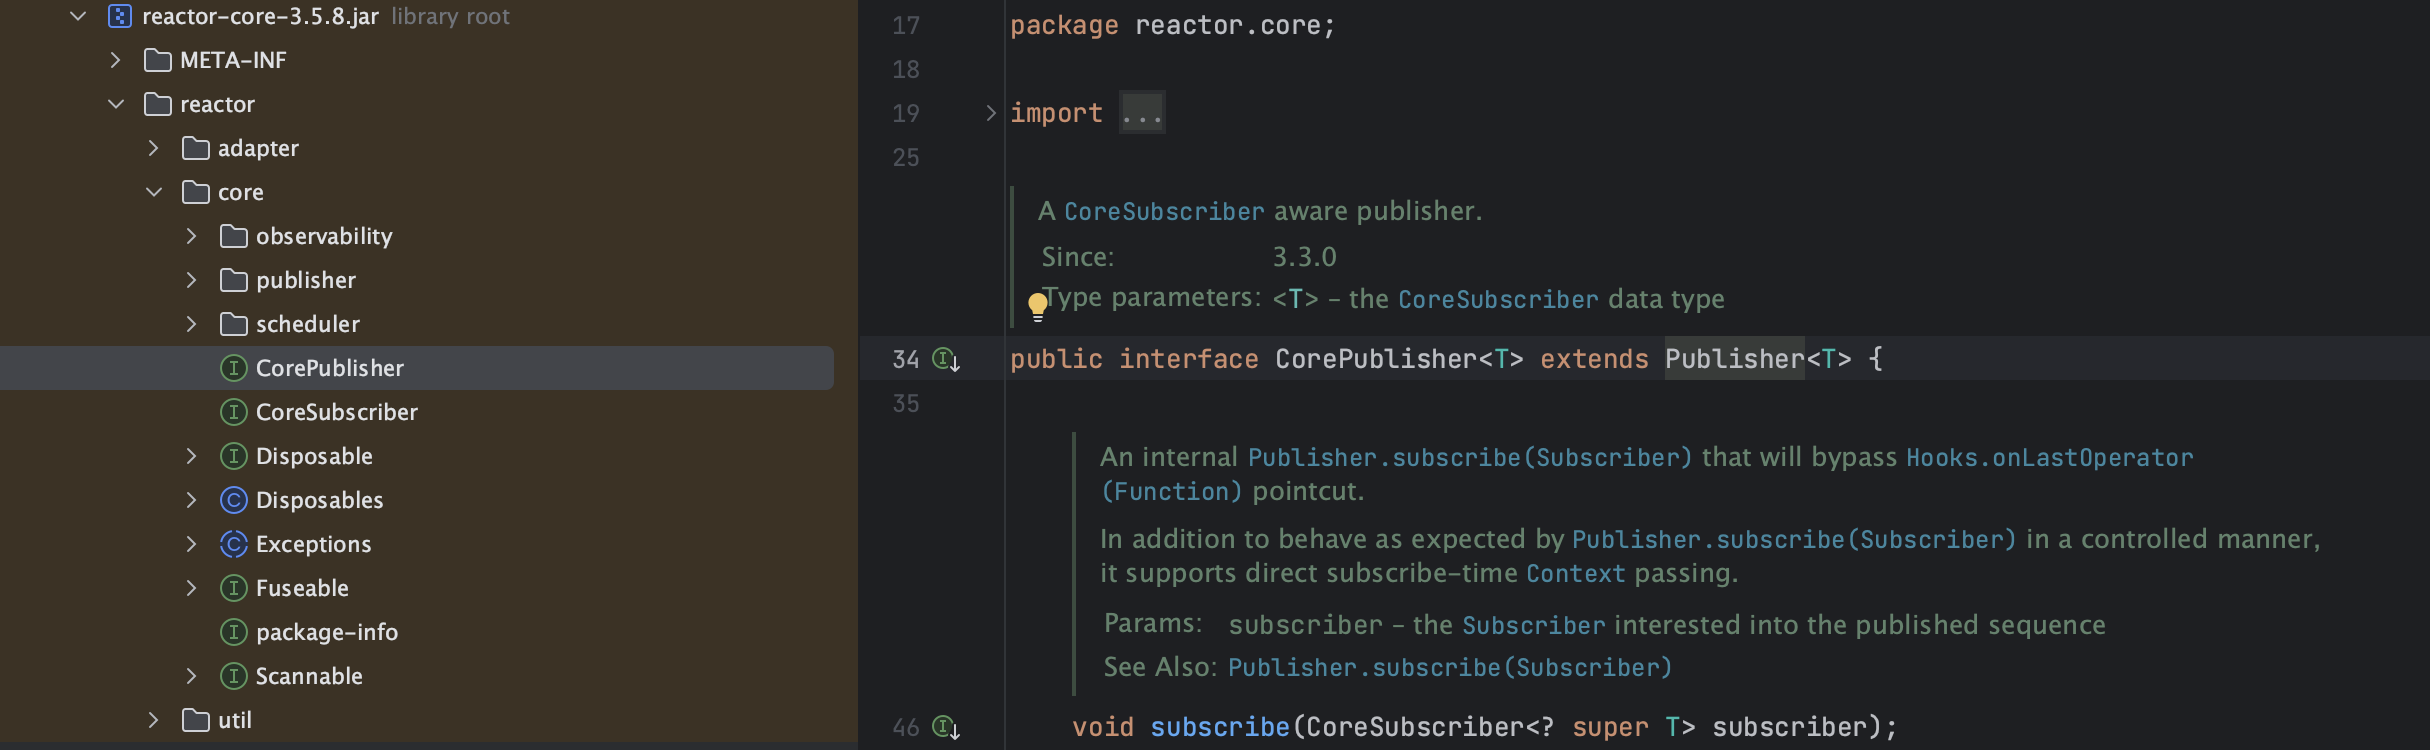 reactor-core-3.5.8.jar library root
META-INF
reactor
adapter
core
observability
publisher
scheduler
CorePublisher
CoreSubscriber
Disposable
Disposables
Exceptions
Fuseable
package-info
Scannable
util
17 package reactor.core;
18
19 import ...
25
A CoreSubscriber aware publisher.
Since: 3.3.0
Type parameters: <T> – the CoreSubscriber data type
34 public interface CorePublisher<T> extends Publisher<T> {
35
An internal Publisher.subscribe(Subscriber) that will bypass Hooks.onLastOperator
(Function) pointcut.
In addition to behave as expected by Publisher.subscribe(Subscriber) in a controlled manner,
it supports direct subscribe-time Context passing.
Params: subscriber – the Subscriber interested into the published sequence
See Also: Publisher.subscribe(Subscriber)
46 void subscribe(CoreSubscriber<? super T> subscriber);